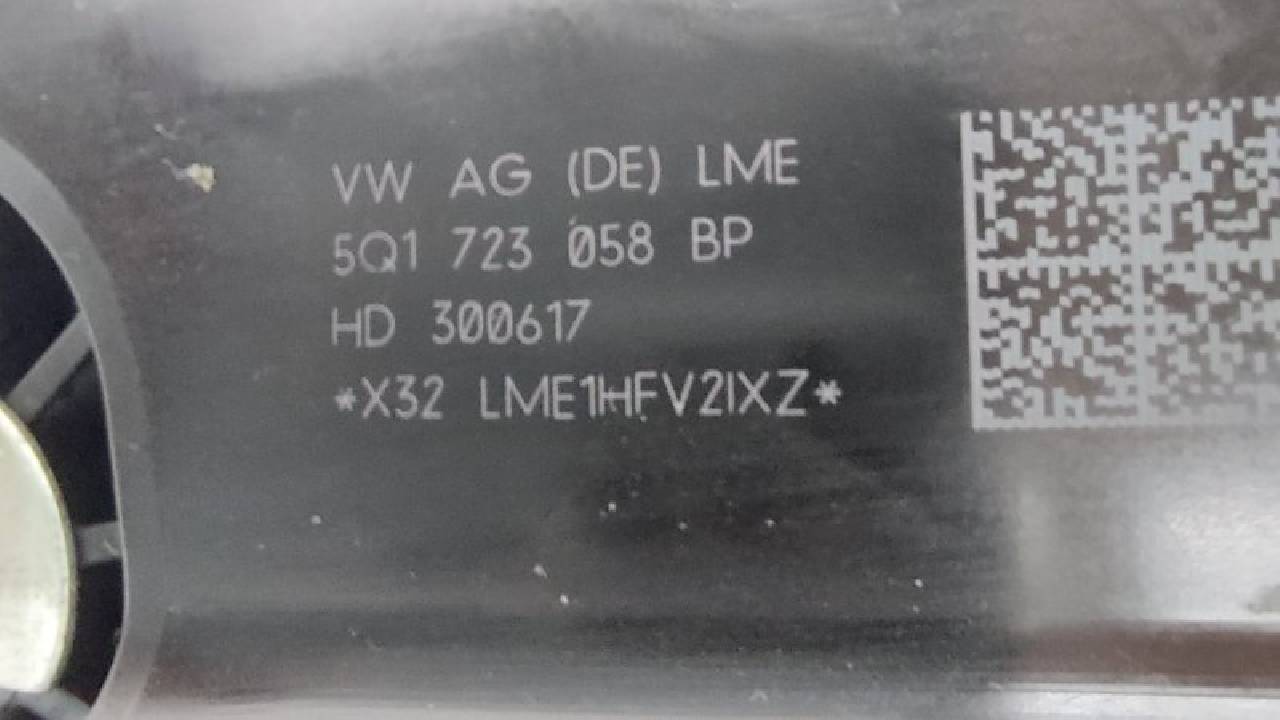 VW AG (DE) LME
5Q1 723 058 BP
HD 300617
*X32 LME1HFV2IXZ*